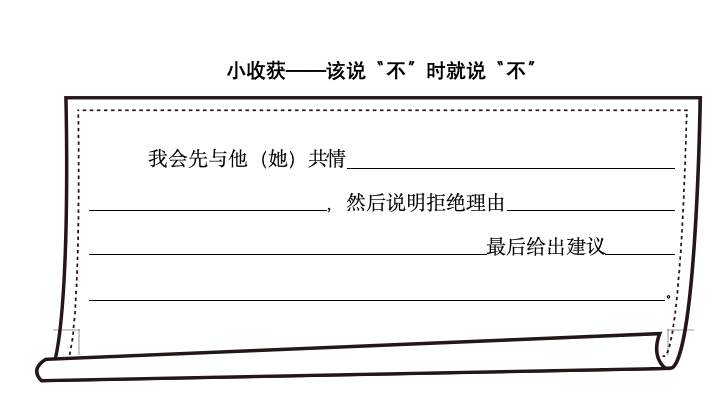 小收获——该说“不”时就说“不”
我会先与他（她）共情
，然后说明拒绝理由
最后给出建议
。